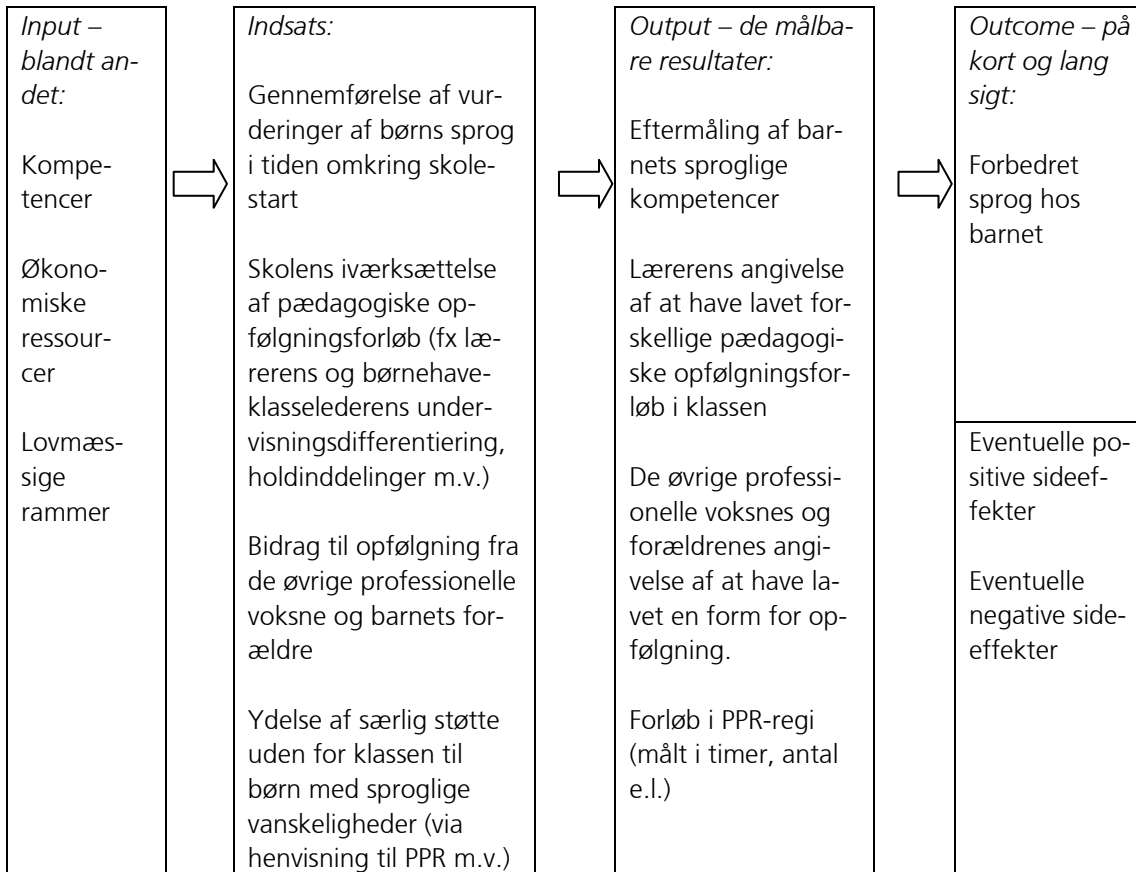 Input –
blandt an-
det:
Kompe-
tencer
Økono-
miske
ressour-
cer
Lovmæs-
sige
rammer
Indsats:
Gennemførelse af vur-
deringer af børns sprog
i tiden omkring skole-
start
Skolens iværksættelse
af pædagogiske op-
følgningsforløb (fx læ-
rerens og børnehave-
klasselederens under-
visningsdifferentiering,
holdinddelinger m.v.)
Bidrag til opfølgning fra
de øvrige professionelle
voksne og barnets for-
ældre
Ydelse af særlig støtte
uden for klassen til
børn med sproglige
vanskeligheder (via
henvisning til PPR m.v.)
Output – de målba-
re resultater:
Eftermåling af bar-
nets sproglige
kompetencer
Lærerens angivelse
af at have lavet for-
skellige pædagogi-
ske opfølgningsfor-
løb i klassen
De øvrige professi-
onelle voksnes og
forældrenes angi-
velse af at have la-
vet en form for op-
følgning.
Forløb i PPR-regi
(målt i timer, antal
e.l.)
Outcome – på
kort og lang
sigt:
Forbedret
sprog hos
barnet
Eventuelle po-
sitive sideef-
fekter
Eventuelle
negative side-
effekter